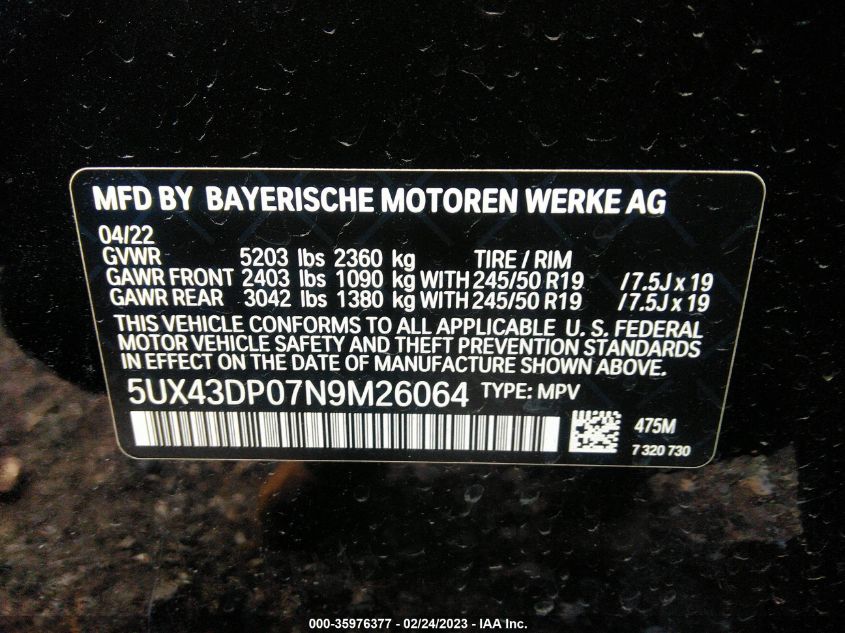 MFD BY BAYERISCHE MOTOREN WERKE AG
04/22
GVWR 5203 lbs 2360 kg TIRE / RIM
GAWR FRONT 2403 lbs 1090 kg WITH 245/50 R19 /7.5J x 19
GAWR REAR 3042 lbs 1380 kg WITH 245/50 R19 /7.5J x 19
THIS VEHICLE CONFORMS TO ALL APPLICABLE U. S. FEDERAL
MOTOR VEHICLE SAFETY AND THEFT PREVENTION STANDARDS
IN EFFECT ON THE DATE OF MANUFACTURE SHOWN ABOVE.
5UX43DP07N9M26064 TYPE: MPV
475M
7 320 730
000-35976377 - 02/24/2023 - IAA Inc.